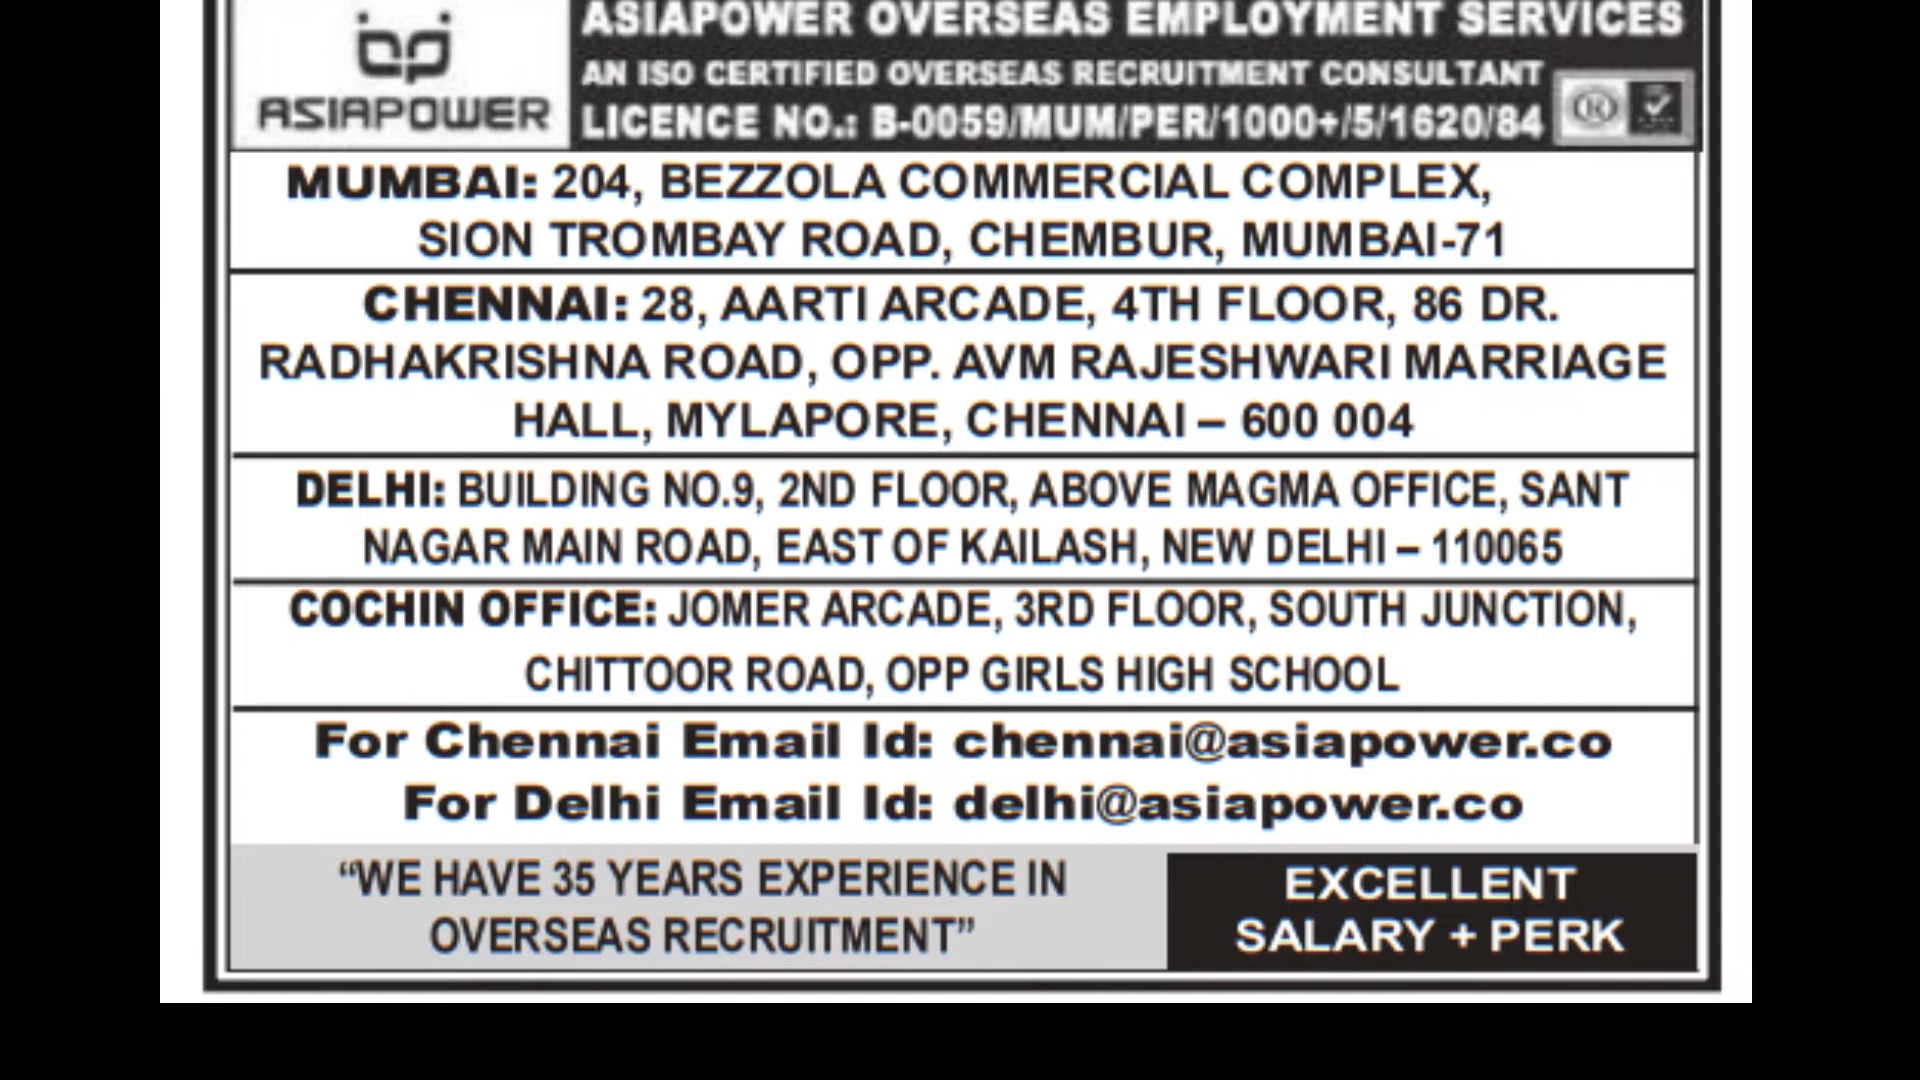 ASIAPOWER
ASIAPOWER OVERSEAS EMPLOYMENT SERVICES
AN ISO CERTIFIED OVERSEAS RECRUITMENT CONSULTANT
LICENCE NO.: B-0059/MUM/PER/1000+/5/1620/84
MUMBAI: 204, BEZZOLA COMMERCIAL COMPLEX,
SION TROMBAY ROAD, CHEMBUR, MUMBAI-71
CHENNAI: 28, AARTI ARCADE, 4TH FLOOR, 86 DR.
RADHAKRISHNA ROAD, OPP. AVM RAJESHWARI MARRIAGE
HALL, MYLAPORE, CHENNAI – 600 004
DELHI: BUILDING NO.9, 2ND FLOOR, ABOVE MAGMA OFFICE, SANT
NAGAR MAIN ROAD, EAST OF KAILASH, NEW DELHI – 110065
COCHIN OFFICE: JOMER ARCADE, 3RD FLOOR, SOUTH JUNCTION,
CHITTOOR ROAD, OPP GIRLS HIGH SCHOOL
For Chennai Email Id: chennai@asiapower.co
For Delhi Email Id: delhi@asiapower.co
“WE HAVE 35 YEARS EXPERIENCE IN
OVERSEAS RECRUITMENT”
EXCELLENT
SALARY + PERK